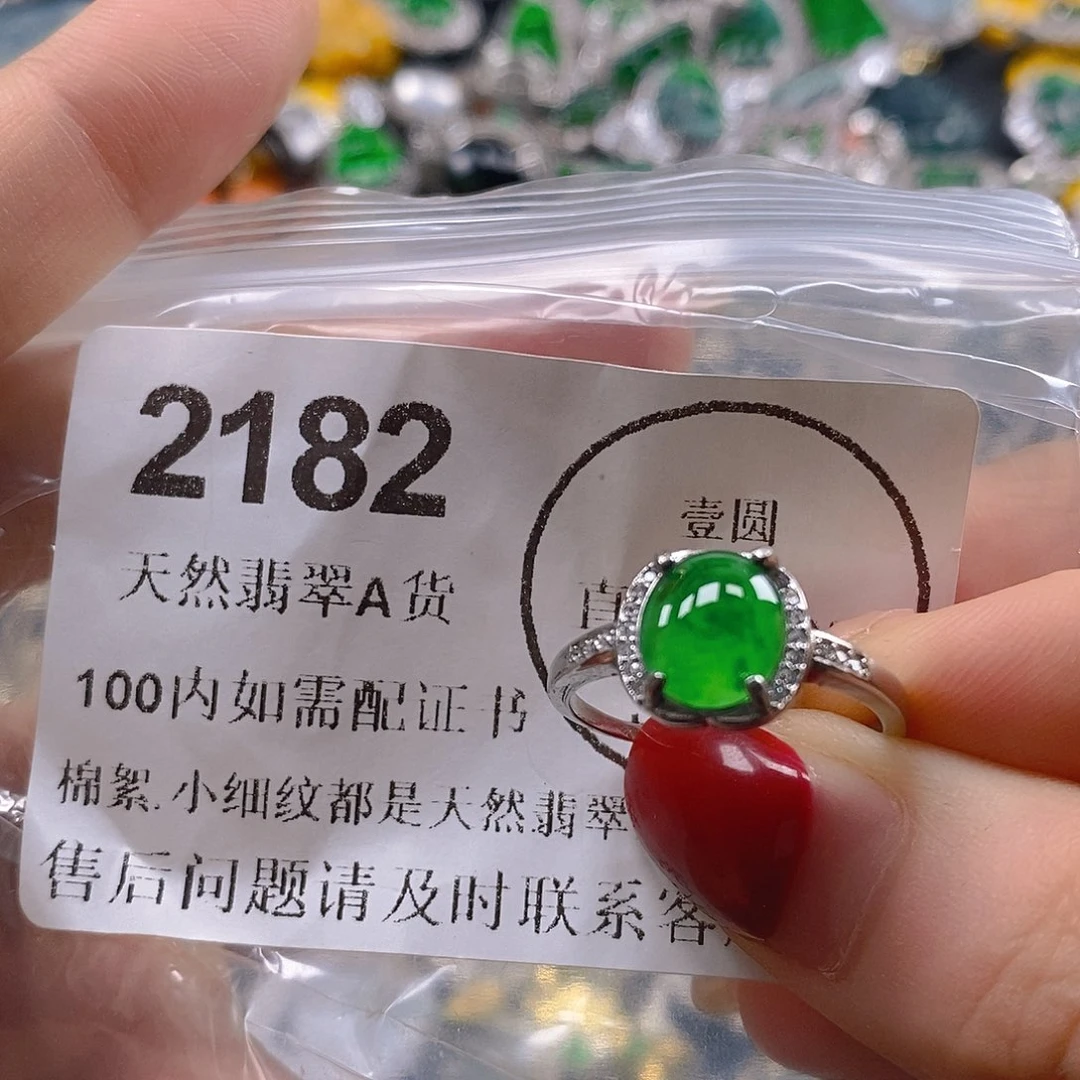 2182
天然翡翠A货
100内如需配证书
棉絮.小细纹都是天然翡翠
售后问题请及时联系客
壹圆
直